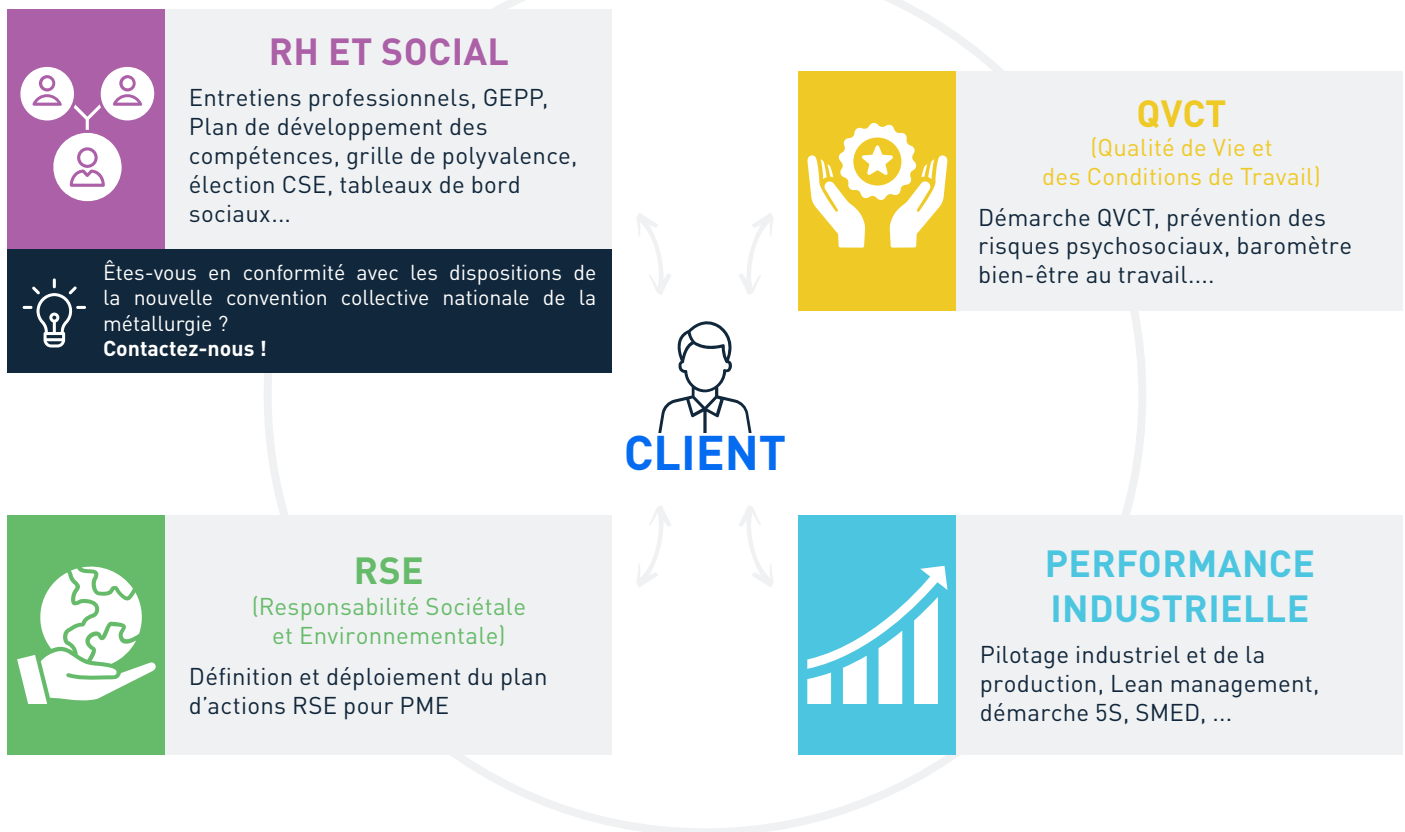 RH ET SOCIAL
Entretiens professionnels, GEPP,
Plan de développement des
compétences, grille de polyvalence,
élection CSE, tableaux de bord
sociaux...
Êtes-vous en conformité avec les dispositions de
la nouvelle convention collective nationale de la
métallurgie ?
Contactez-nous !
QVCT
(Qualité de Vie et
des Conditions de Travail)
Démarche QVCT, prévention des
risques psychosociaux, baromètre
bien-être au travail....
CLIENT
RSE
(Responsabilité Sociétale
et Environnementale)
Définition et déploiement du plan
d’actions RSE pour PME
PERFORMANCE
INDUSTRIELLE
Pilotage industriel et de la
production, Lean management,
démarche 5S, SMED, ...